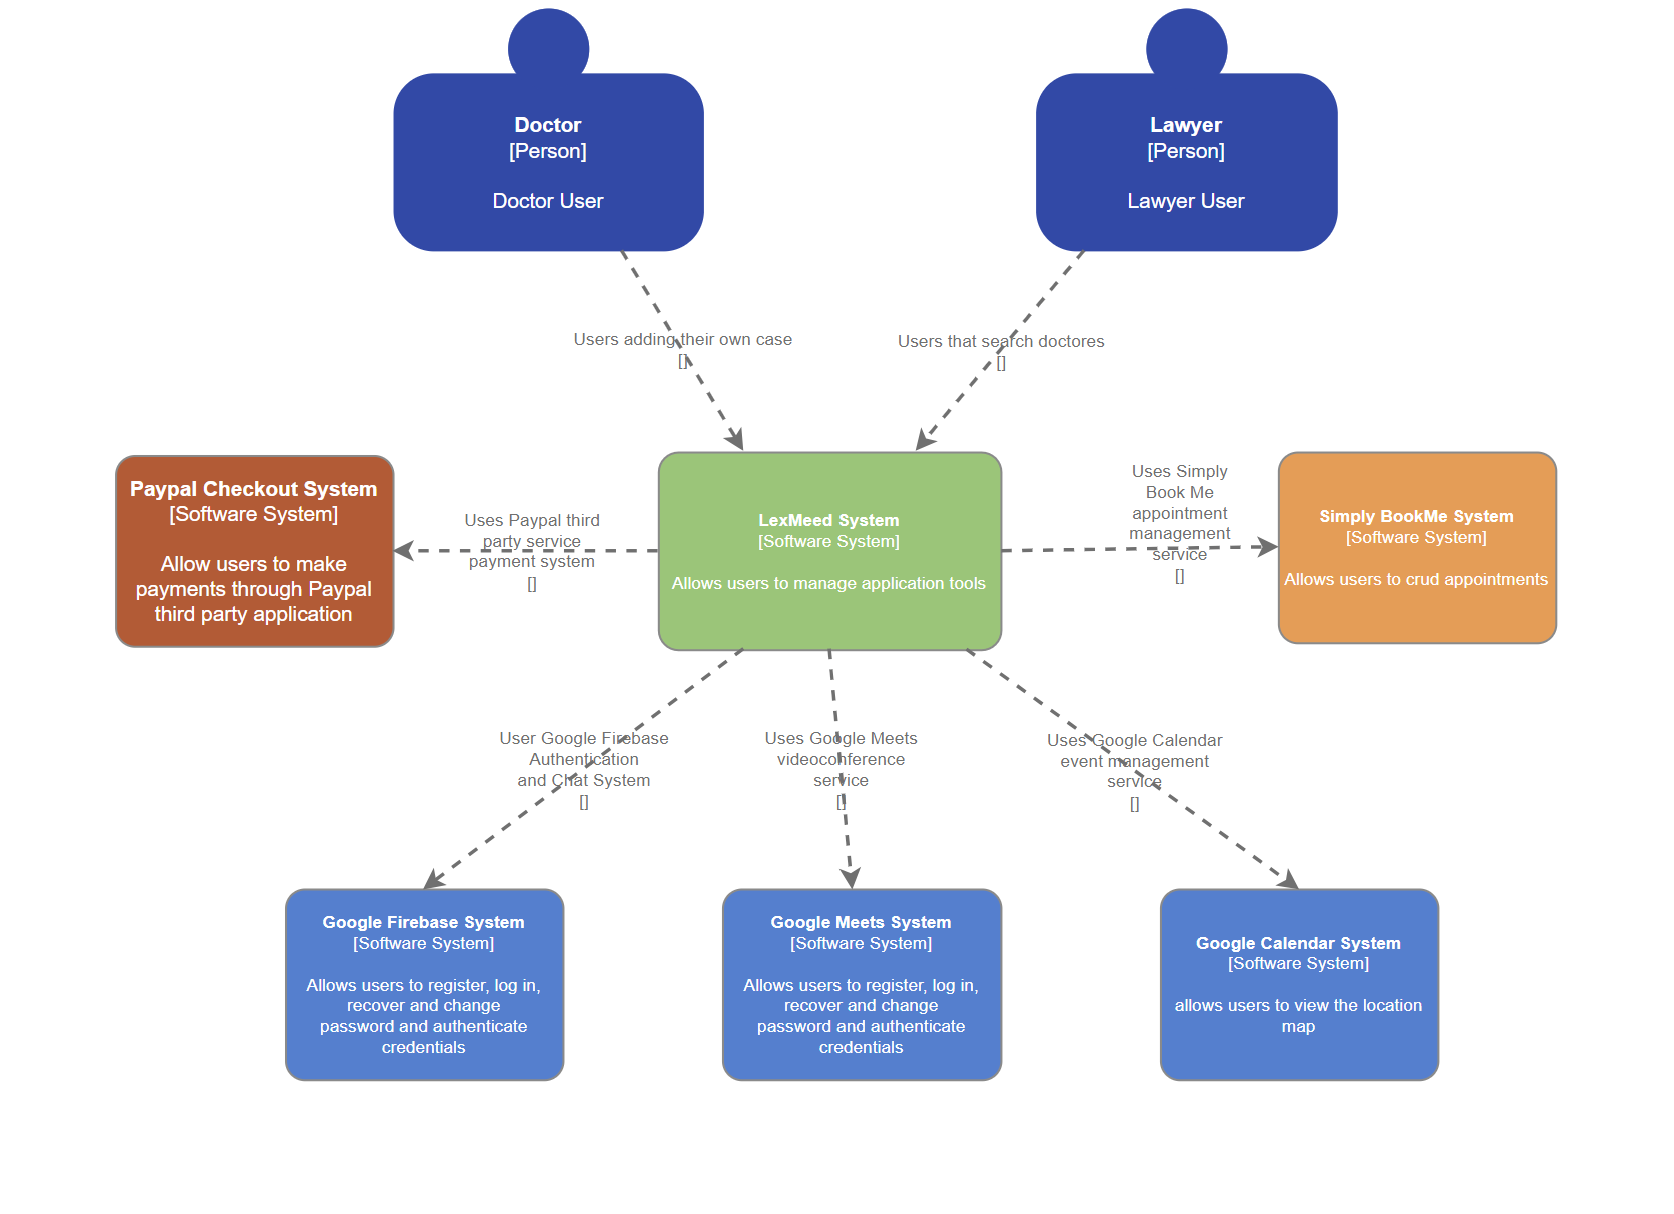 Doctor
[Person]
Doctor User
Lawyer
[Person]
Lawyer User
Users adding their own case
[]
Users that search doctores
[]
Paypal Checkout System
[Software System]
Allow users to make
payments through Paypal
third party application
Uses Paypal third
party service
payment system
[]
LexMeed System
[Software System]
Allows users to manage application tools
Uses Simply
Book Me
appointment
management
service
[]
Simply BookMe System
[Software System]
Allows users to crud appointments
User Google Firebase
Authentication
and Chat System
[]
Uses Google Meets
videoconference
service
[]
Uses Google Calendar
event management
service
[]
Google Firebase System
[Software System]
Allows users to register, log in,
recover and change
password and authenticate
credentials
Google Meets System
[Software System]
Allows users to register, log in,
recover and change
password and authenticate
credentials
Google Calendar System
[Software System]
allows users to view the location
map